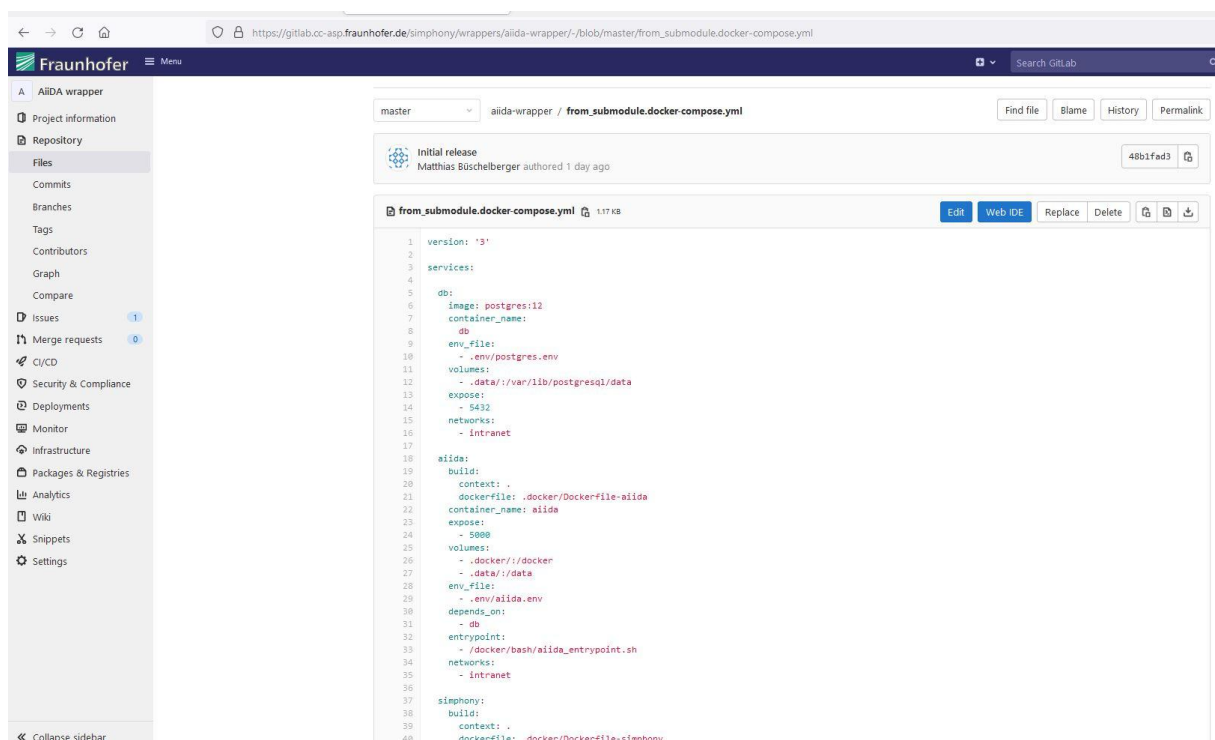 https://gitlab.cc-asp.fraunhofer.de/simphony/wrappers/aiida-wrapper/-/blob/master/from_submodule.docker-compose.yml
Fraunhofer
Menu
Search GitLab
A AiiDA wrapper
Project information
Repository
Files
Commits
Branches
Tags
Contributors
Graph
Compare
Issues 1
Merge requests 0
CI/CD
Security & Compliance
Deployments
Monitor
Infrastructure
Packages & Registries
Analytics
Wiki
Snippets
Settings
Collapse sidebar
master
aiida-wrapper / from_submodule.docker-compose.yml
Find file Blame History Permalink
Initial release
Matthias Büschelberger authored 1 day ago
48b1fad3
from_submodule.docker-compose.yml 1.17 KB
Edit Web IDE Replace Delete
1 version: '3'
2
3 services:
4
5 db:
6 image: postgres:12
7 container_name:
8 db
9 env_file:
10 - .env/postgres.env
11 volumes:
12 - .data/:/var/lib/postgresql/data
13 expose:
14 - 5432
15 networks:
16 - intranet
17
18 aiida:
19 build:
20 context: .
21 dockerfile: .docker/Dockerfile-aiida
22 container_name: aiida
23 expose:
24 - 5000
25 volumes:
26 - .docker/:/docker
27 - .data/:/data
28 env_file:
29 - .env/aiida.env
30 depends_on:
31 - db
32 entrypoint:
33 - /docker/bash/aiida_entrypoint.sh
34 networks:
35 - intranet
36
37 simphony:
38 build:
39 context: .
40 dockerfile: .docker/Dockerfile-simphony